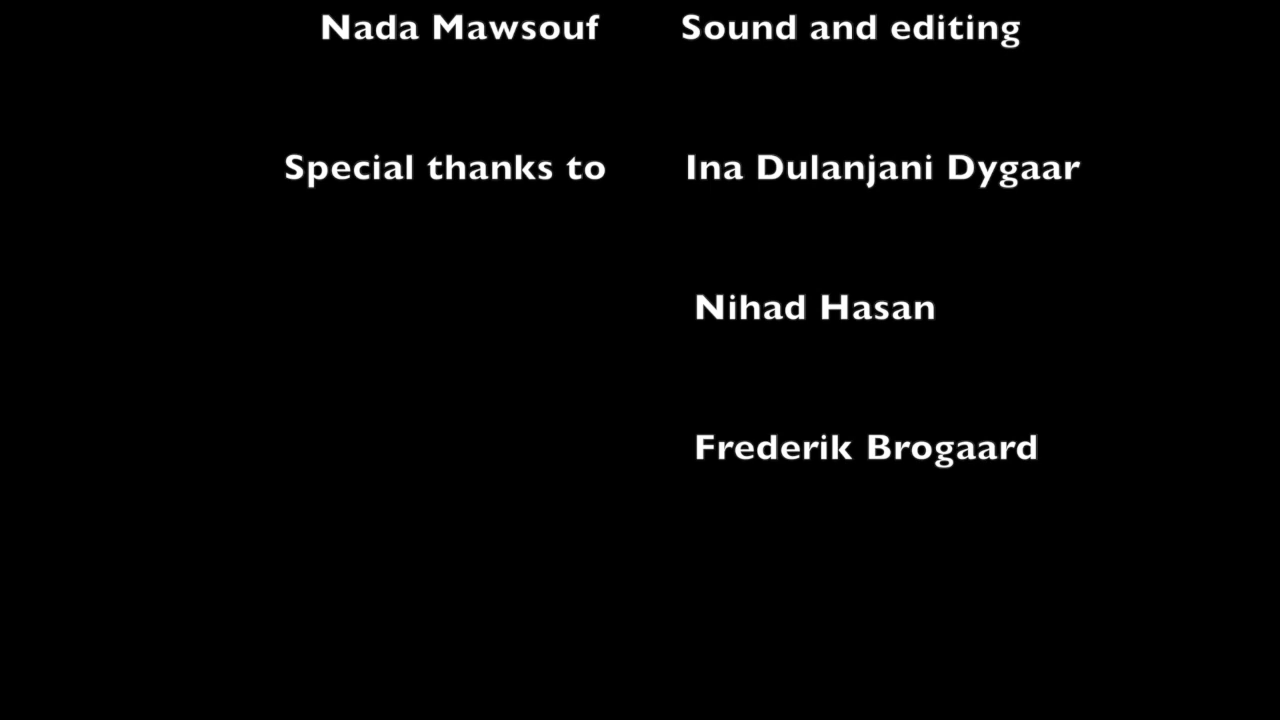 Nada Mawsouf Sound and editing
Special thanks to Ina Dulanjani Dygaar
Nihad Hasan
Frederik Brogaard